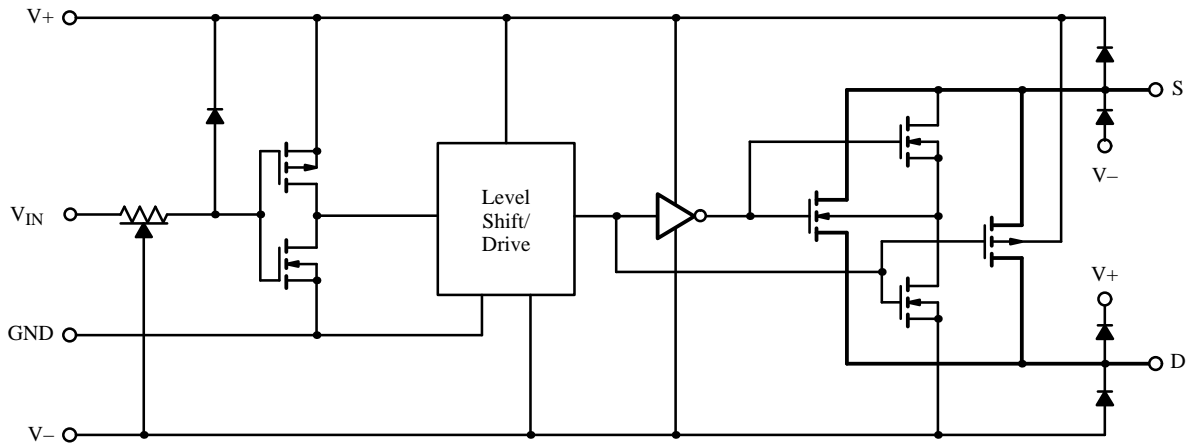 V+
S
V–
VIN
Level
Shift/
Drive
V+
GND
D
V–